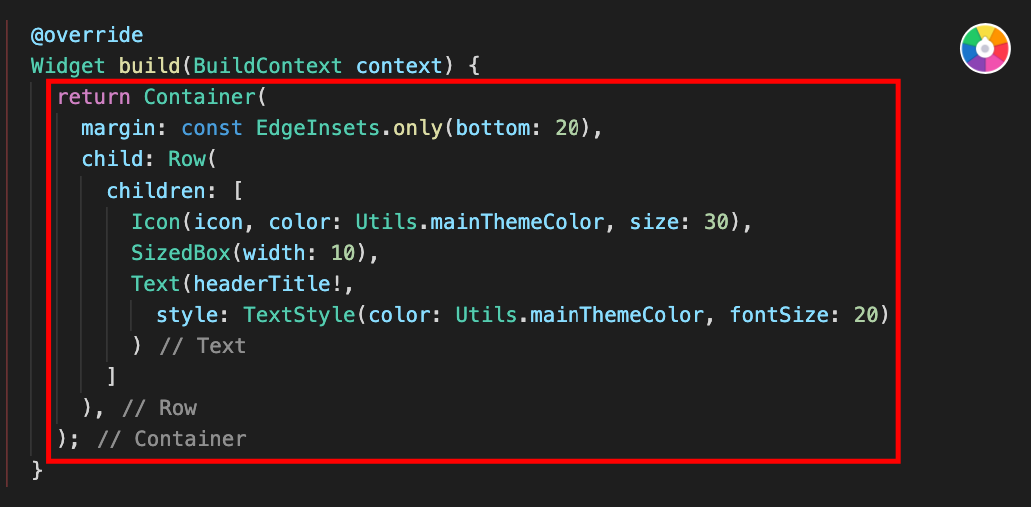 @override
Widget build(BuildContext context) {
return Container(
margin: const EdgeInsets.only(bottom: 20),
child: Row(
children: [
Icon(icon, color: Utils.mainThemeColor, size: 30),
SizedBox(width: 10),
Text(headerTitle!,
style: TextStyle(color: Utils.mainThemeColor, fontSize: 20)
) // Text
]
), // Row
); // Container
}